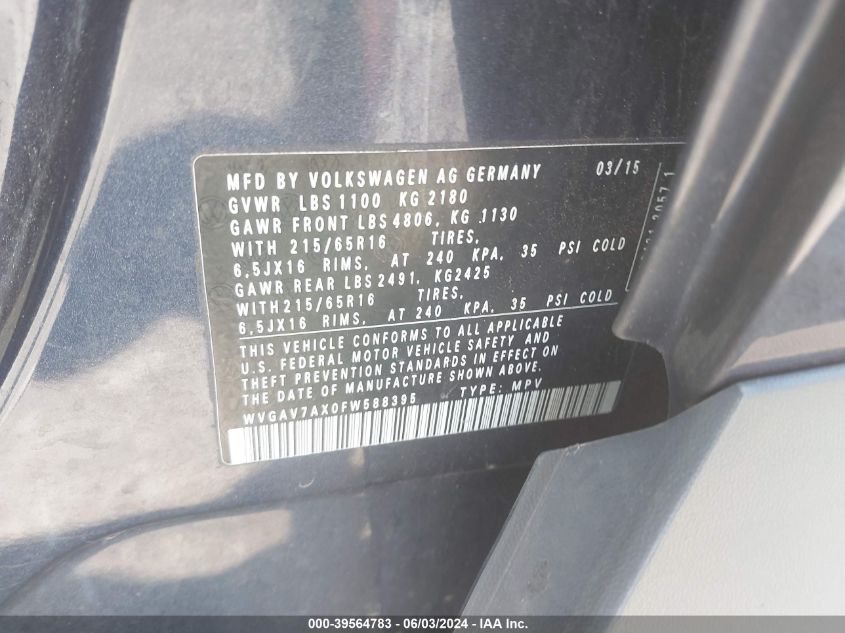 MFD BY VOLKSWAGEN AG GERMANY 03/15
GVWR LBS 1100 KG 2180
GAWR FRONT LBS 4806, KG .1130
WITH 215/65R16 TIRES,
6,5JX16 RIMS, AT 240 KPA, 35 PSI COLD
GAWR REAR LBS 2491, KG2425
WITH215/65R16 TIRES,
6,5JX16 RIMS, AT 240 KPA, 35 PSI COLD
THIS VEHICLE CONFORMS TO ALL APPLICABLE
U.S. FEDERAL MOTOR VEHICLE SAFETY AND
THEFT PREVENTION STANDARDS IN EFFECT ON
THE DATE OF MANUFACTURE SHOWN ABOVE.
WVGAV7AX0FW588395 TYPE: MPV
000-39564783 - 06/03/2024 - IAAI.com